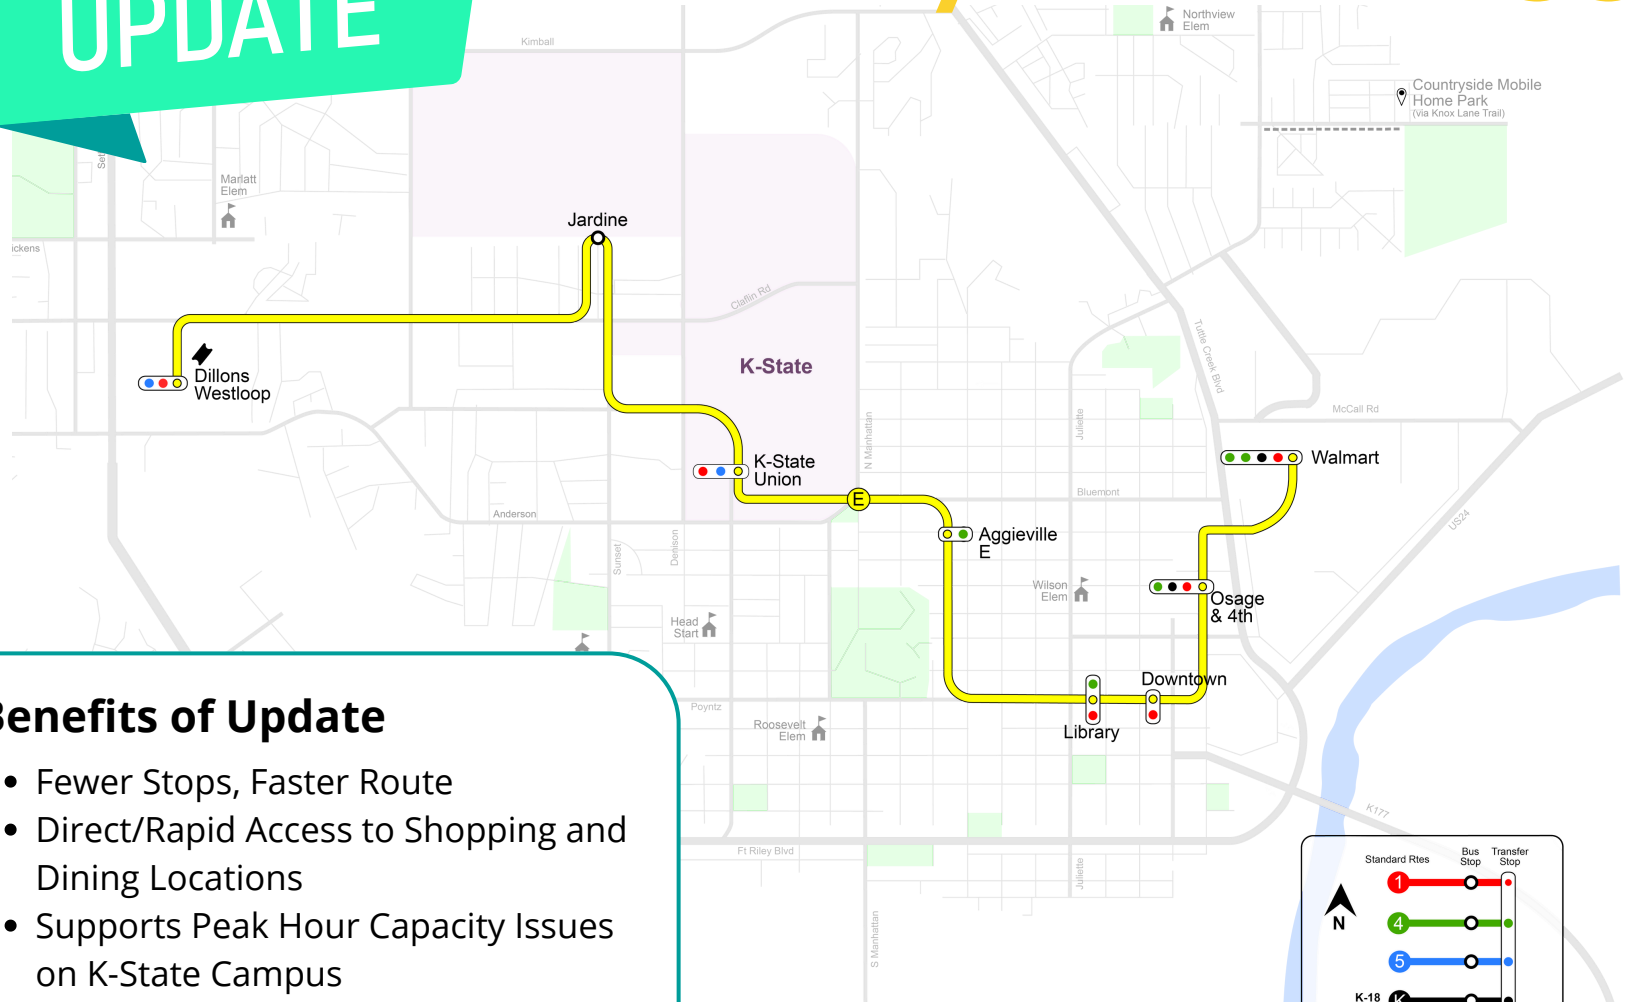 UPDATE
Kimball
Northview
Elem
Countryside Mobile
Home Park
(via Knox Lane Trail)
Set
Marlatt
Elem
Jardine
ickens
Claflin Rd
Tuttle Creek Blvd
K-State
Dillons
Westloop
N Manhattan
Juliette
McCall Rd
K-State
Union
Walmart
Bluemont
E
Anderson
US24
Aggieville
E
Sunset
Denison
Wilson
Elem
Osage
& 4th
Head
Start
Downtown
Benefits of Update
Poyntz
Roosevelt
Elem
Library
• Fewer Stops, Faster Route
• Direct/Rapid Access to Shopping and
Dining Locations
• Supports Peak Hour Capacity Issues
on K-State Campus
K177
Ft Riley Blvd
Juliette
S Manhattan
Standard Rtes
Bus
Stop
Transfer
Stop
1
N
4
5
K-18
K